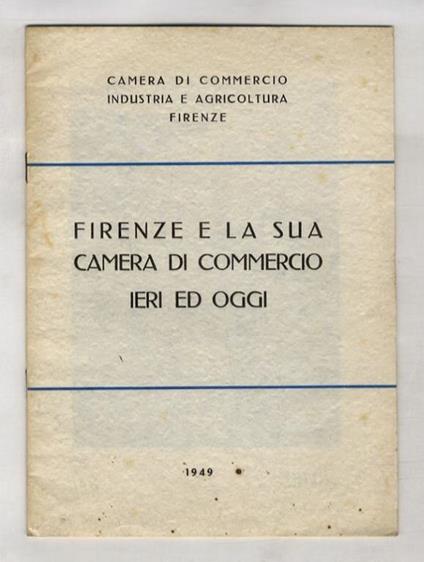 CAMERA DI COMMERCIO
INDUSTRIA E AGRICOLTURA
FIRENZE
FIRENZE E LA SUA
CAMERA DI COMMERCIO
IERI ED OGGI
1949